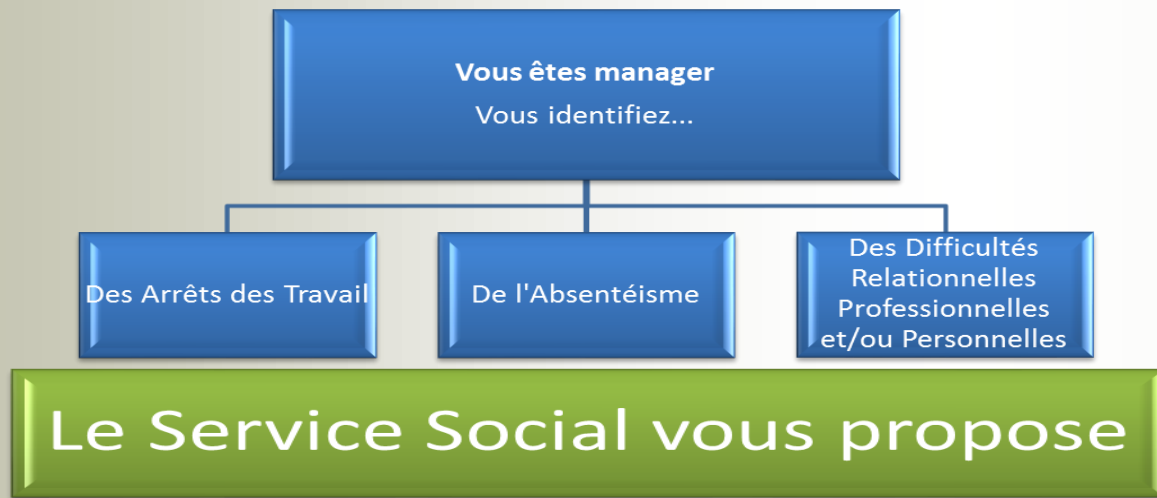 Vous êtes manager
Vous identifiez...
Des Arrêts des Travail
De l'Absentéisme
Des Difficultés
Relationnelles
Professionnelles
et/ou Personnelles
Le Service Social vous propose